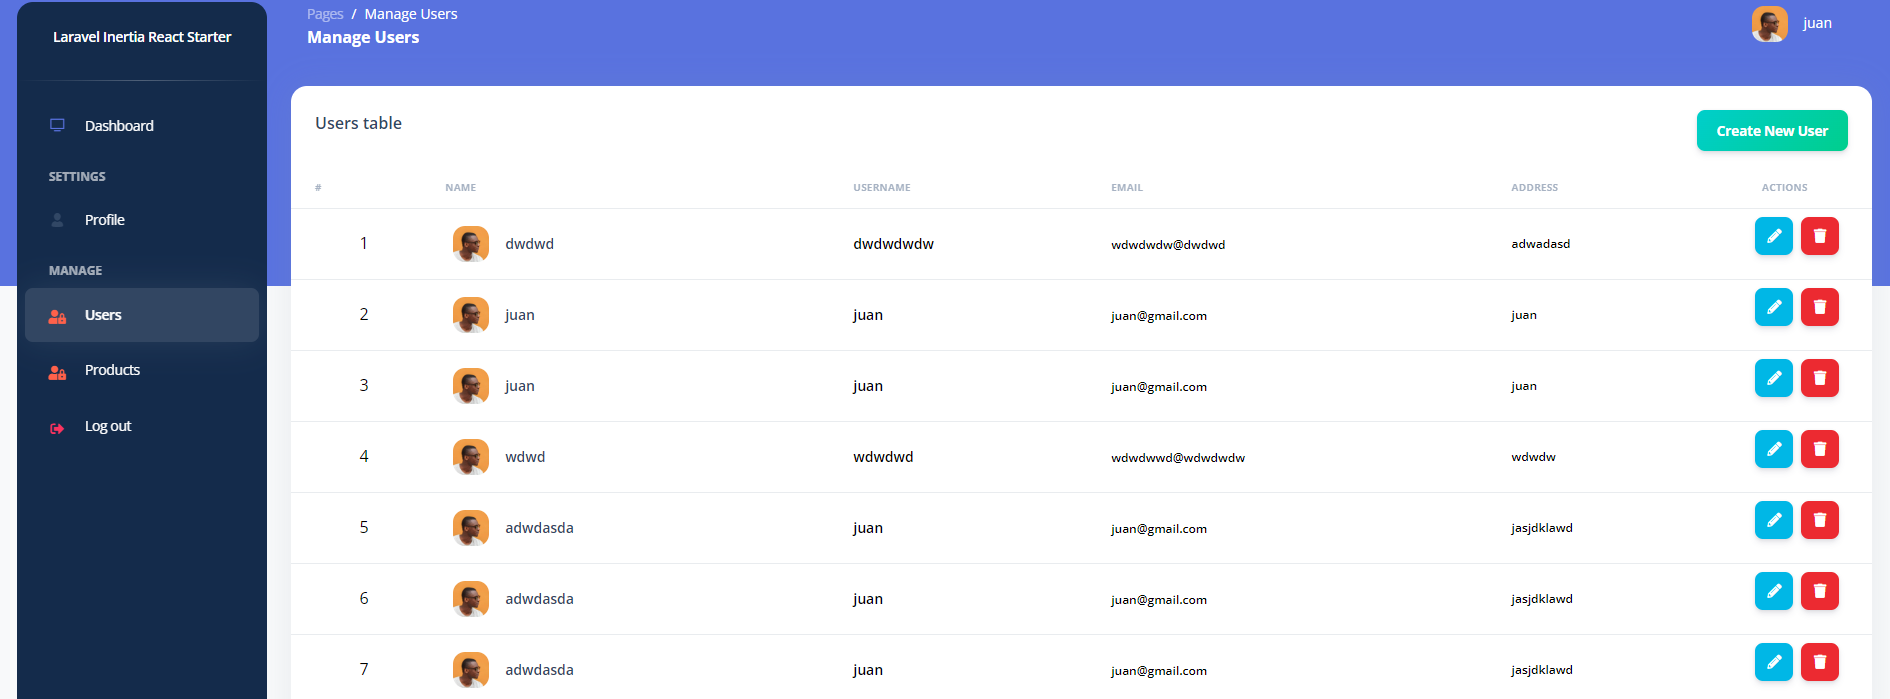 Laravel Inertia React Starter
Dashboard
SETTINGS
Profile
MANAGE
Users
Products
Log out
Pages / Manage Users
Manage Users
juan
Users table
Create New User
# NAME USERNAME EMAIL ADDRESS ACTIONS
1 dwdwd dwdwdwdw wdwdwdw@dwdwd adwadasd
2 juan juan juan@gmail.com juan
3 juan juan juan@gmail.com juan
4 wdwd wdwdwd wdwdwwd@wdwdwdw wdwdw
5 adwdasda juan juan@gmail.com jasjdklawd
6 adwdasda juan juan@gmail.com jasjdklawd
7 adwdasda juan juan@gmail.com jasjdklawd